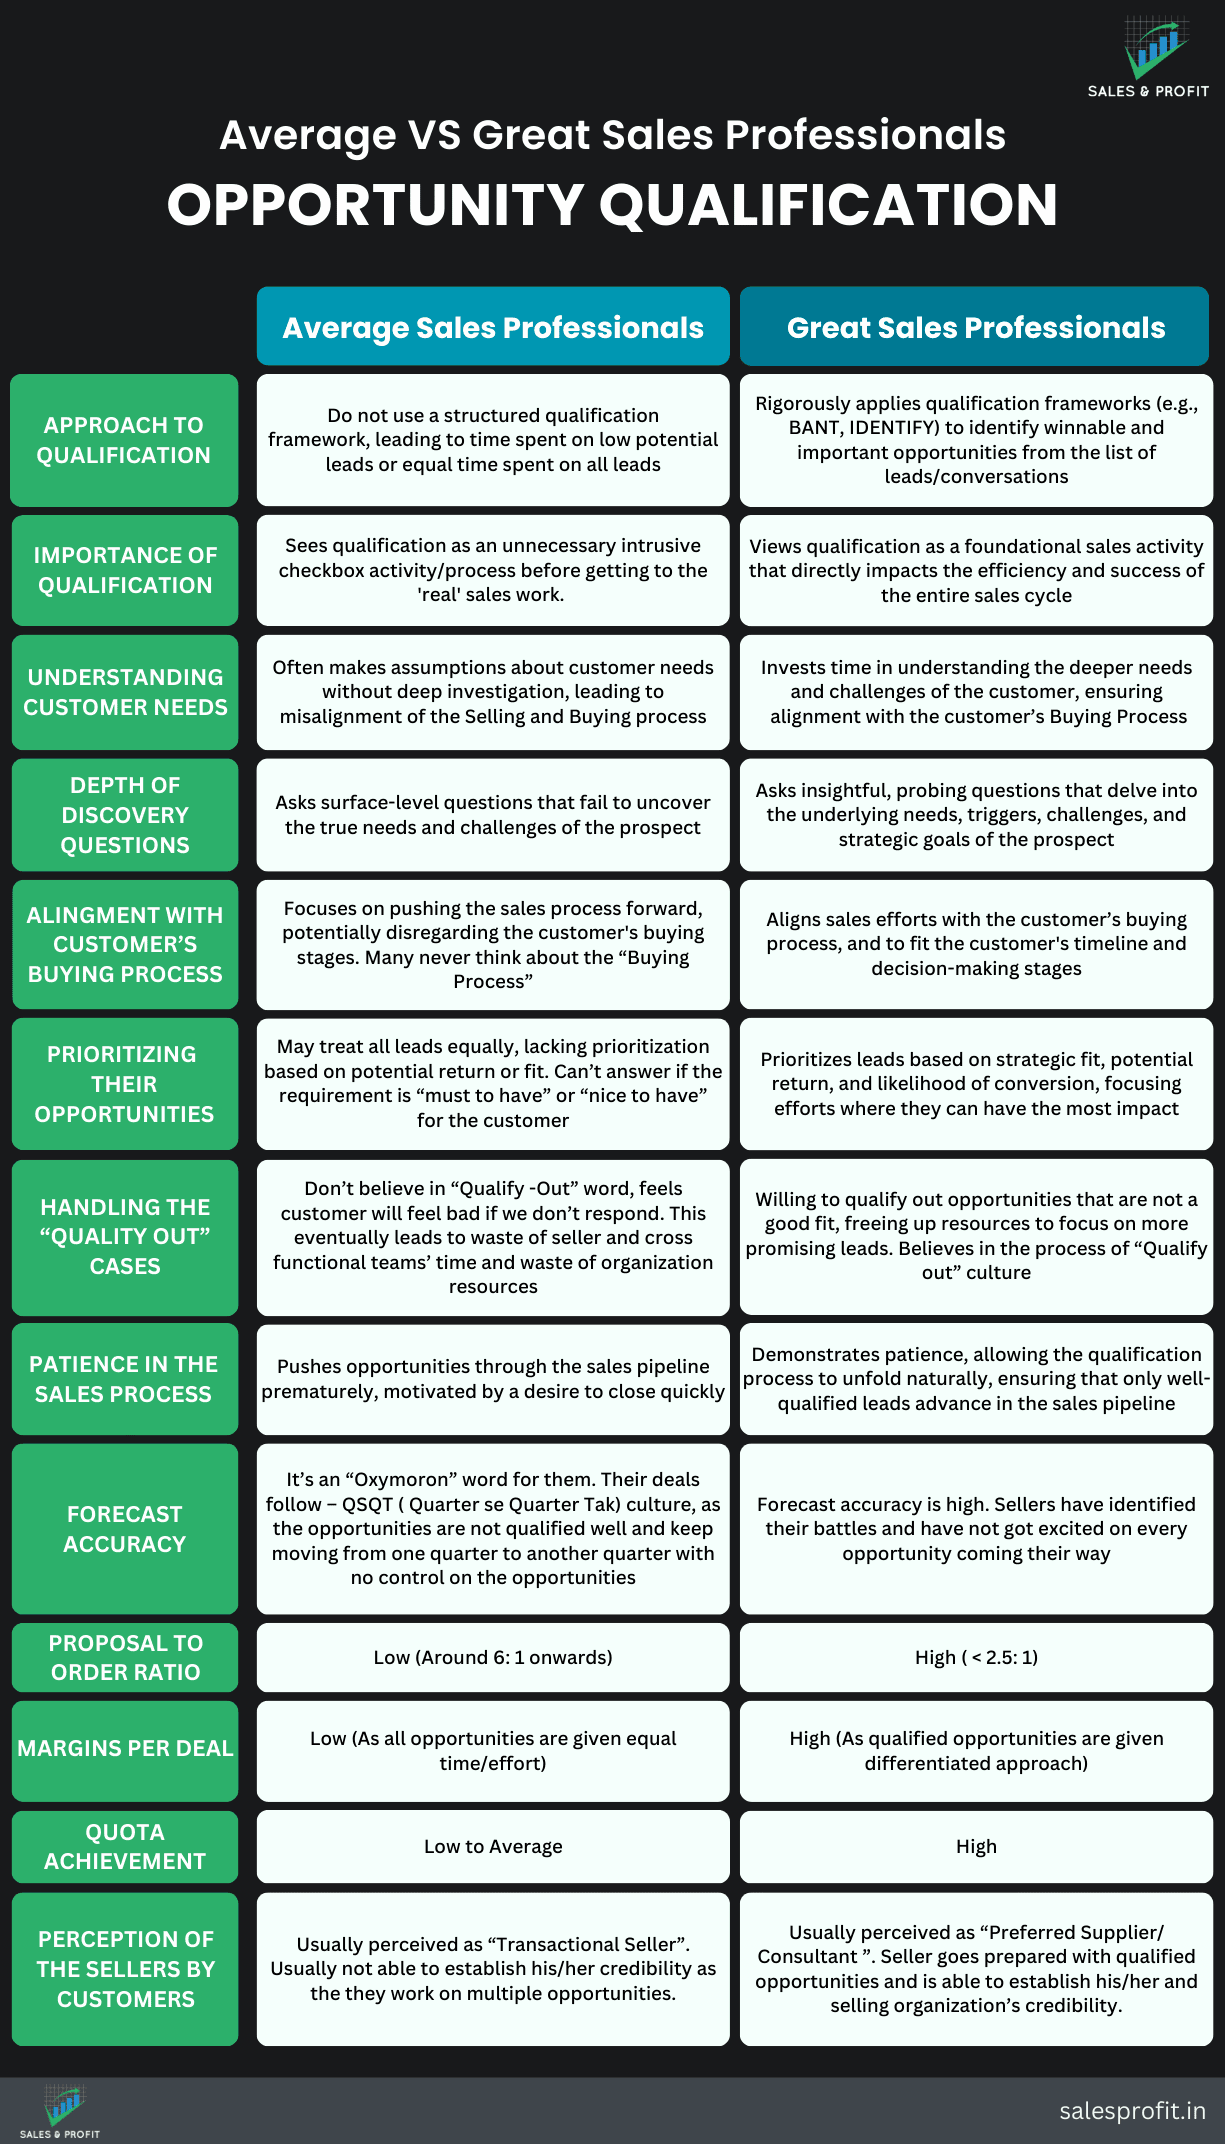 SALES & PROFIT
Average VS Great Sales Professionals
OPPORTUNITY QUALIFICATION
Average Sales Professionals
Great Sales Professionals
APPROACH TO
QUALIFICATION
Do not use a structured qualification
framework, leading to time spent on low potential
leads or equal time spent on all leads
Rigorously applies qualification frameworks (e.g.,
BANT, IDENTIFY) to identify winnable and
important opportunities from the list of
leads/conversations
IMPORTANCE OF
QUALIFICATION
Sees qualification as an unnecessary intrusive
checkbox activity/process before getting to the
'real' sales work.
Views qualification as a foundational sales activity
that directly impacts the efficiency and success of
the entire sales cycle
UNDERSTANDING
CUSTOMER NEEDS
Often makes assumptions about customer needs
without deep investigation, leading to
misalignment of the Selling and Buying process
Invests time in understanding the deeper needs
and challenges of the customer, ensuring
alignment with the customer’s Buying Process
DEPTH OF
DISCOVERY
QUESTIONS
Asks surface-level questions that fail to uncover
the true needs and challenges of the prospect
Asks insightful, probing questions that delve into
the underlying needs, triggers, challenges, and
strategic goals of the prospect
ALINGMENT WITH
CUSTOMER’S
BUYING PROCESS
Focuses on pushing the sales process forward,
potentially disregarding the customer's buying
stages. Many never think about the “Buying
Process”
Aligns sales efforts with the customer’s buying
process, and to fit the customer's timeline and
decision-making stages
PRIORITIZING
THEIR
OPPORTUNITIES
May treat all leads equally, lacking prioritization
based on potential return or fit. Can’t answer if the
requirement is “must to have” or “nice to have”
for the customer
Prioritizes leads based on strategic fit, potential
return, and likelihood of conversion, focusing
efforts where they can have the most impact
HANDLING THE
“QUALITY OUT”
CASES
Don’t believe in “Qualify -Out” word, feels
customer will feel bad if we don’t respond. This
eventually leads to waste of seller and cross
functional teams’ time and waste of organization
resources
Willing to qualify out opportunities that are not a
good fit, freeing up resources to focus on more
promising leads. Believes in the process of “Qualify
out” culture
PATIENCE IN THE
SALES PROCESS
Pushes opportunities through the sales pipeline
prematurely, motivated by a desire to close quickly
Demonstrates patience, allowing the qualification
process to unfold naturally, ensuring that only well-
qualified leads advance in the sales pipeline
FORECAST
ACCURACY
It’s an “Oxymoron” word for them. Their deals
follow – QSQT ( Quarter se Quarter Tak) culture, as
the opportunities are not qualified well and keep
moving from one quarter to another quarter with
no control on the opportunities
Forecast accuracy is high. Sellers have identified
their battles and have not got excited on every
opportunity coming their way
PROPOSAL TO
ORDER RATIO
Low (Around 6: 1 onwards)
High ( < 2.5: 1)
MARGINS PER DEAL
Low (As all opportunities are given equal
time/effort)
High (As qualified opportunities are given
differentiated approach)
QUOTA
ACHIEVEMENT
Low to Average
High
PERCEPTION OF
THE SELLERS BY
CUSTOMERS
Usually perceived as “Transactional Seller”.
Usually not able to establish his/her credibility as
the they work on multiple opportunities.
Usually perceived as “Preferred Supplier/
Consultant ”. Seller goes prepared with qualified
opportunities and is able to establish his/her and
selling organization’s credibility.
SALES & PROFIT
salesprofit.in